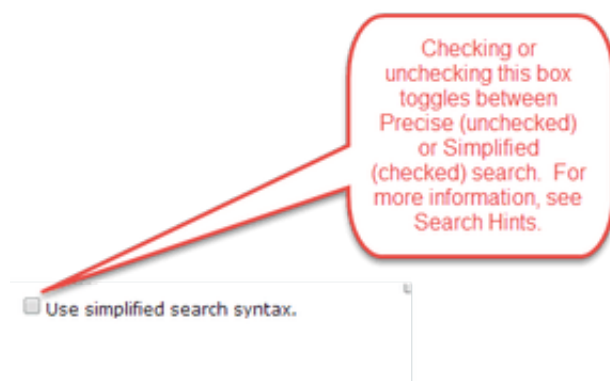 Checking or
unchecking this box
toggles between
Precise (unchecked)
or Simplified
(checked) search.  For
more information, see
Search Hints.
Use simplified search syntax.